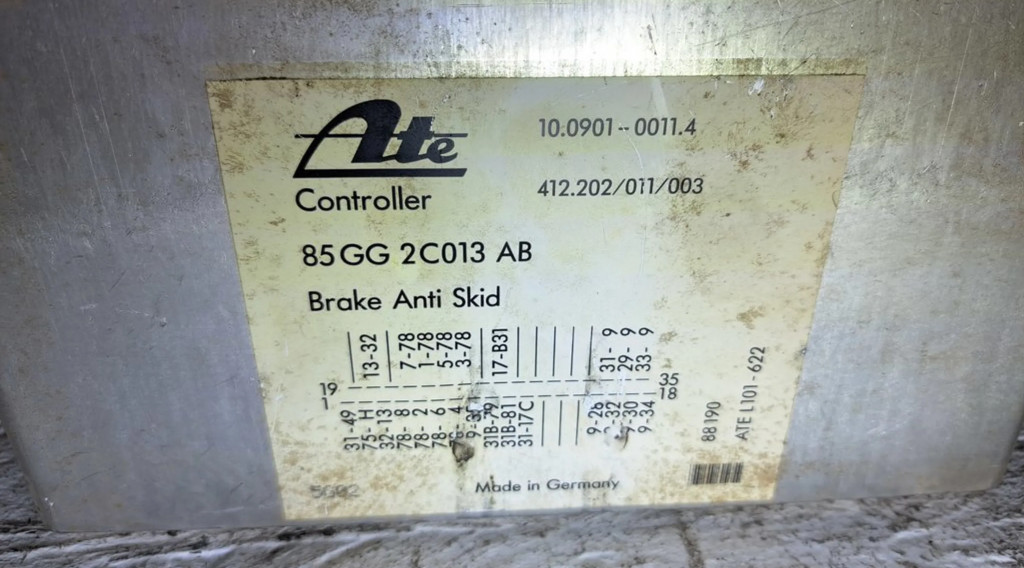 Ate
10.0901-0011.4
Controller
412.202/011/003
85GG 2C013 AB
Brake Anti Skid
13-32 7-78 1-78 5-78 3-78 17-B31 31-9 29-9 33-9
19 35
1 18
31-49 75-H 32-13 78-8 78-2 78-6 31B-79 31B-81 31-17C 9-30 9-34
88190
ATE L101-622
Made in Germany